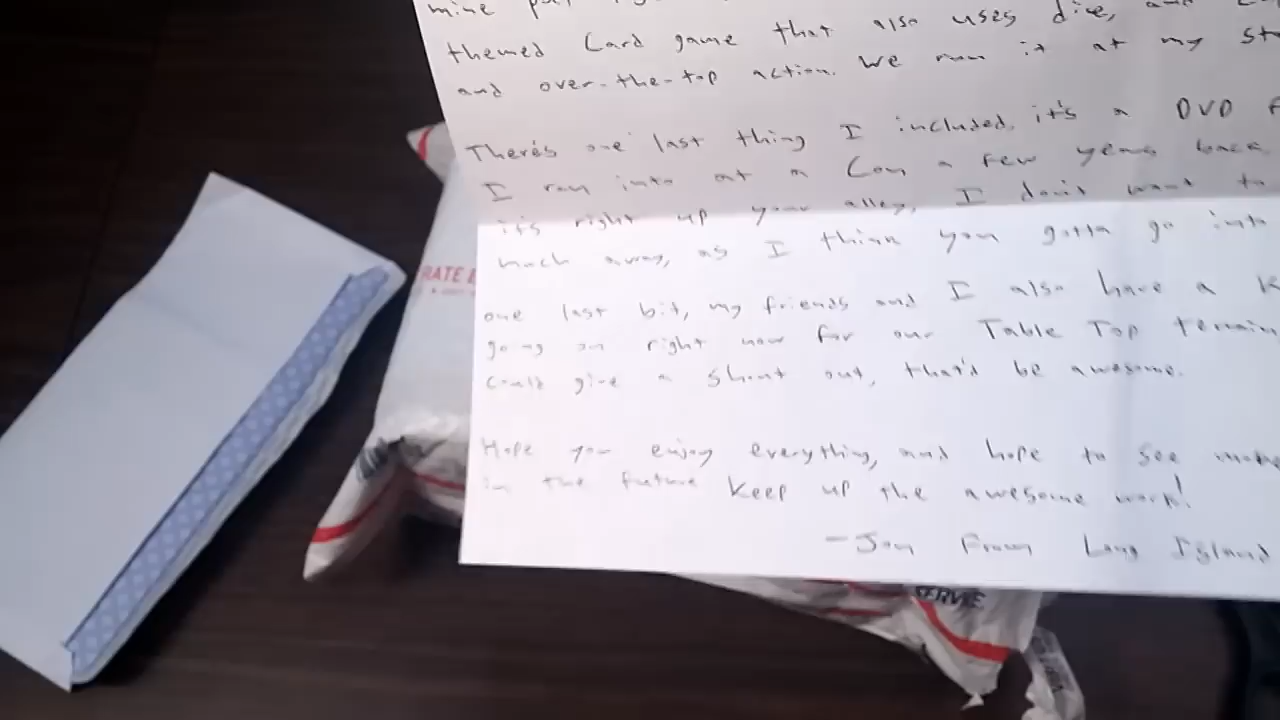 mine
themed Card game that also uses dice, and
and over-the-top action. We run it at my
There's one last thing I included, it's a DVD
I ran into at a Con a few years back
it's right up your alley, I don't want to
much away, as I think you gotta go into
RATE
one last bit, my friends and I also have a
going on right now for our Table Top terrain
could give a shout out, that'd be awesome.
Hope you enjoy everything, and hope to see more
in the future Keep up the awesome work!
-Jon From Long Island